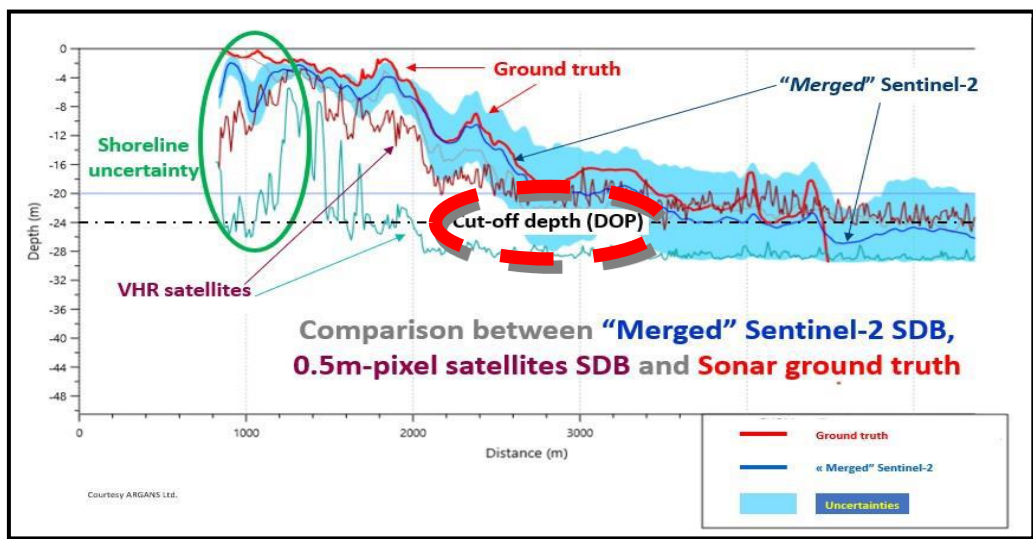 0
-4
-8
-12
-16
-20
-24
-28
-32
-36
-40
-44
-48
Depth (m)
Ground truth
“Merged” Sentinel-2
Shoreline
uncertainty
Cut-off depth (DOP)
VHR satellites
Comparison between “Merged” Sentinel-2 SDB,
0.5m-pixel satellites SDB and Sonar ground truth
0
1000
2000
3000
Distance (m)
Ground truth
« Merged” Sentinel-2
Uncertainties
Courtesy ARGANS Ltd.